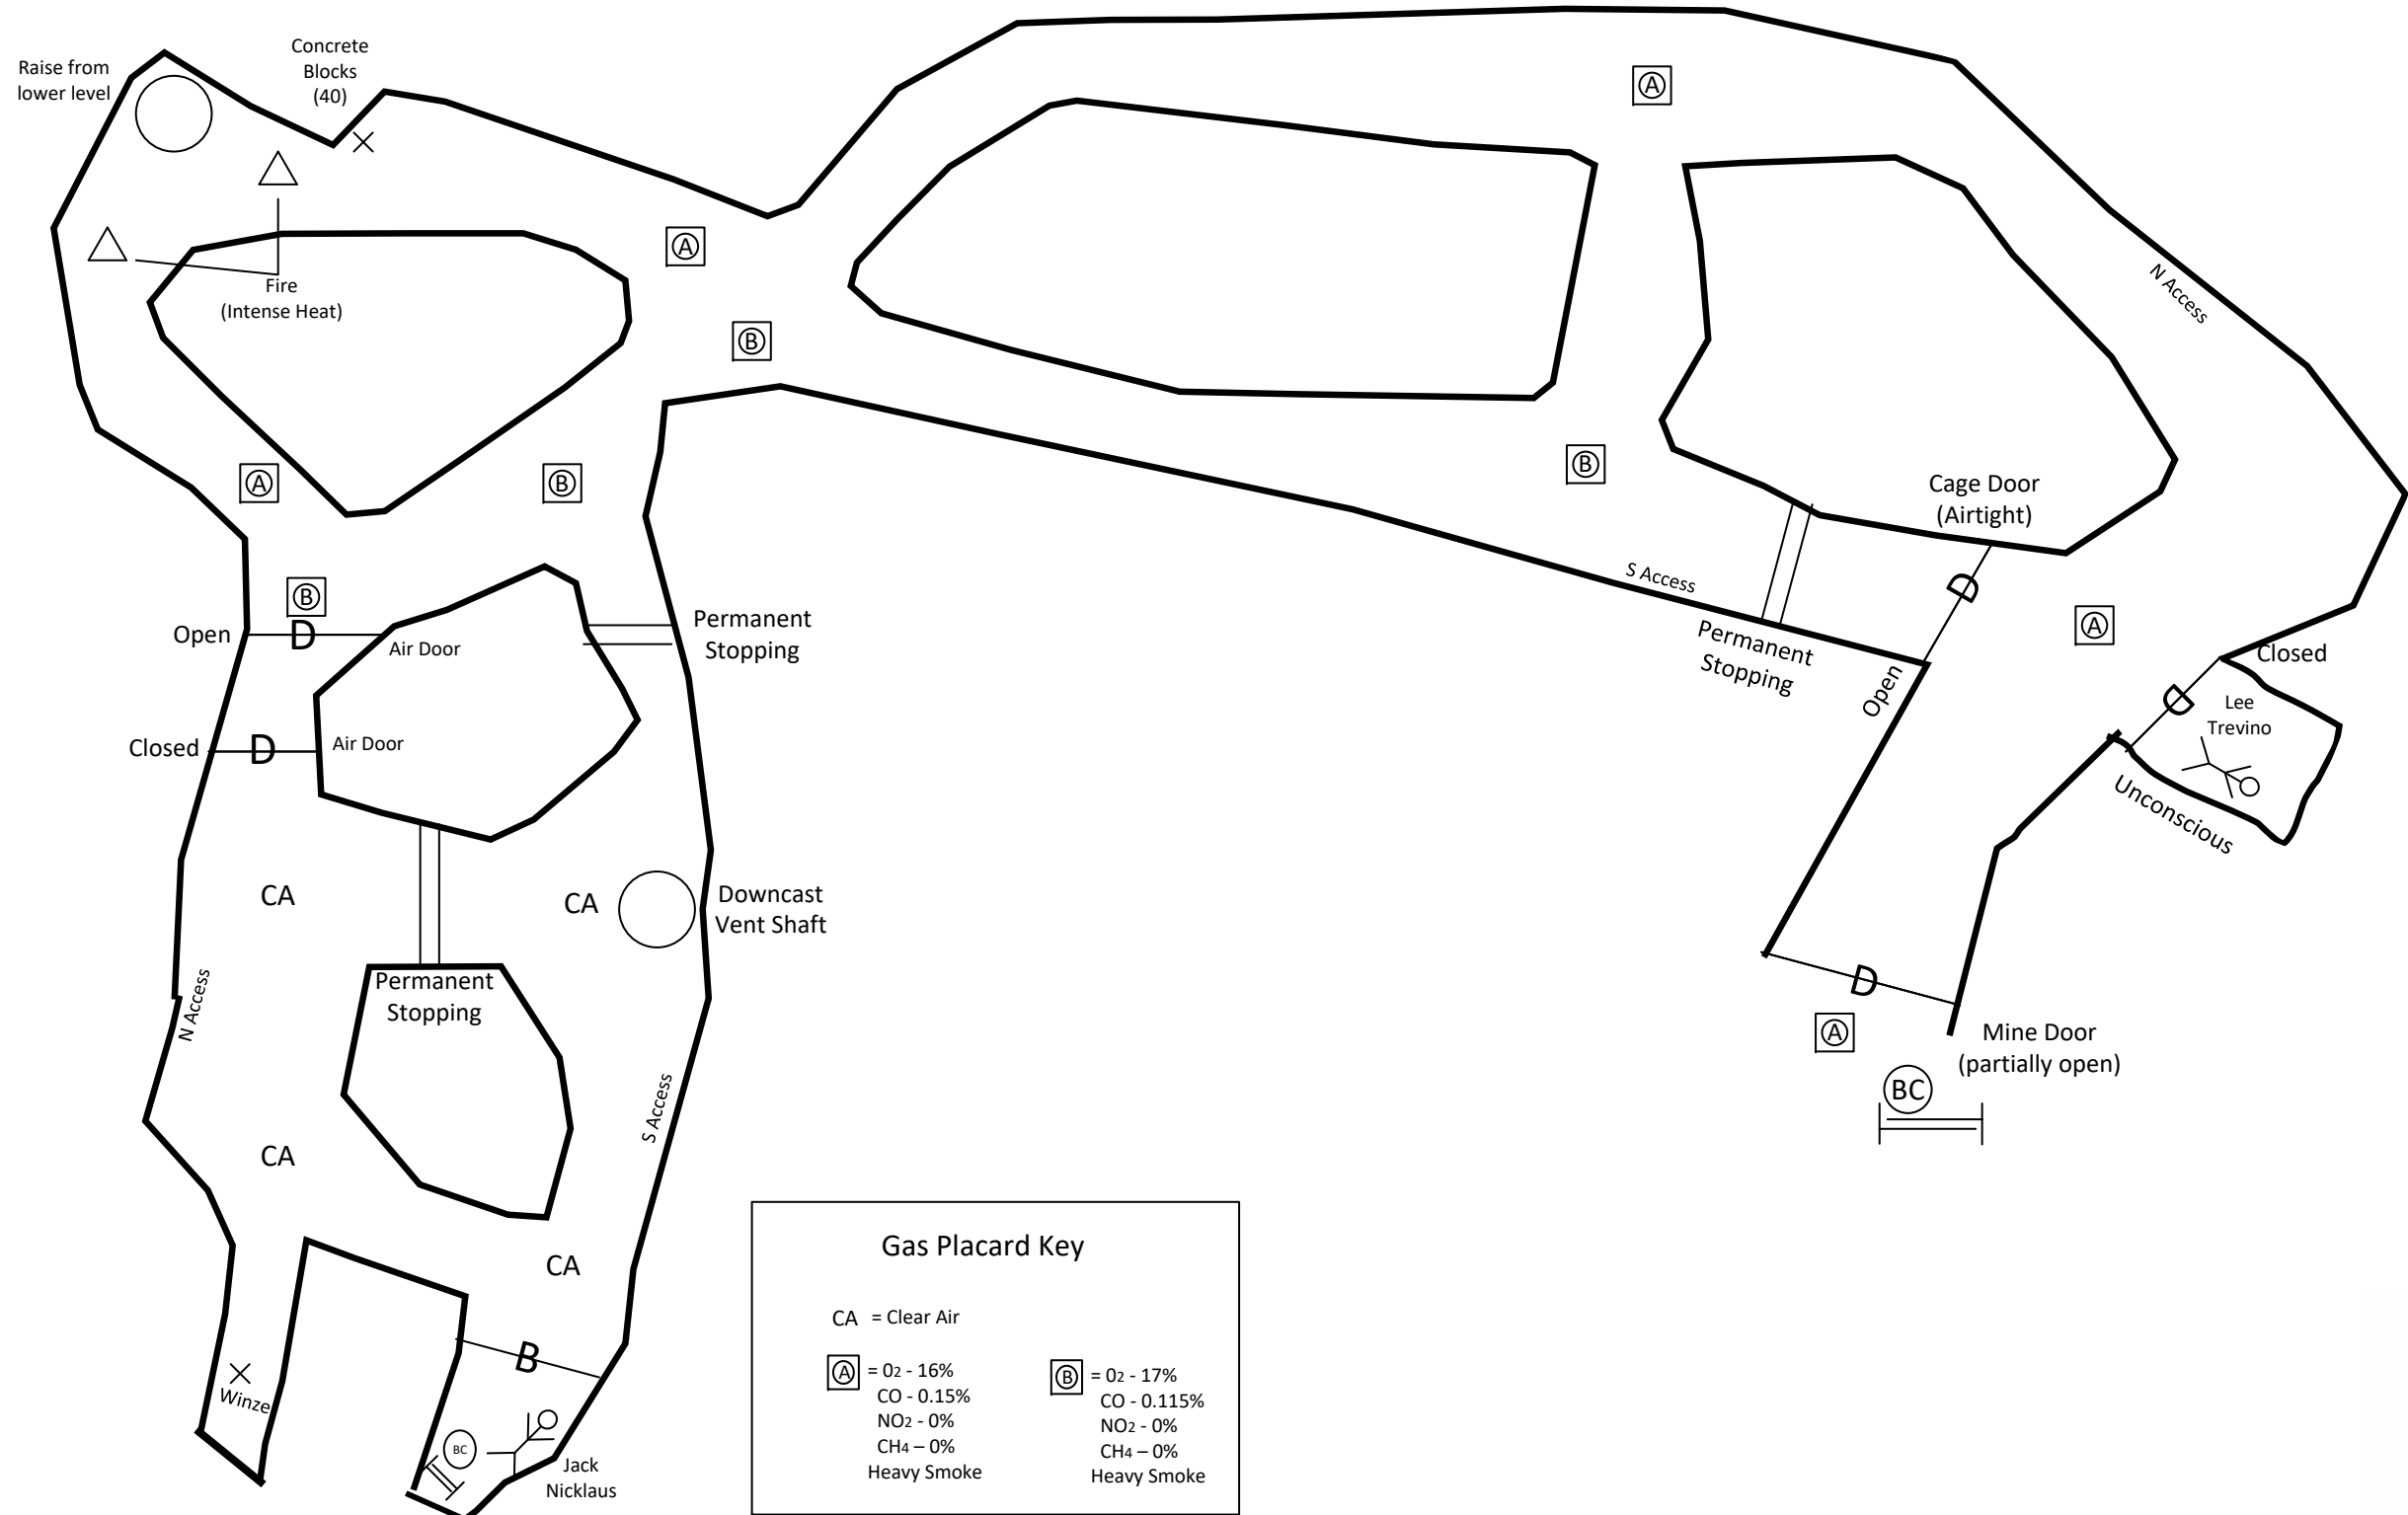 Raise from
lower level
Concrete
Blocks
(40)
A
N Access
A
Fire
(Intense Heat)
B
A
B
B
Cage Door
(Airtight)
S Access
D
B
Open
D
Air Door
Permanent
Stopping
Permanent
Stopping
Open
A
Closed
D
Lee
Trevino
Unconscious
Closed
D
Air Door
CA
CA
Downcast
Vent Shaft
Permanent
Stopping
N Access
D
A
Mine Door
(partially open)
BC
S Access
CA
CA
B
X
Winze
BC
Jack
Nicklaus
Gas Placard Key
CA = Clear Air
A = 02 - 16%
CO - 0.15%
NO2 - 0%
CH4 – 0%
Heavy Smoke
B = 02 - 17%
CO - 0.115%
NO2 - 0%
CH4 – 0%
Heavy Smoke